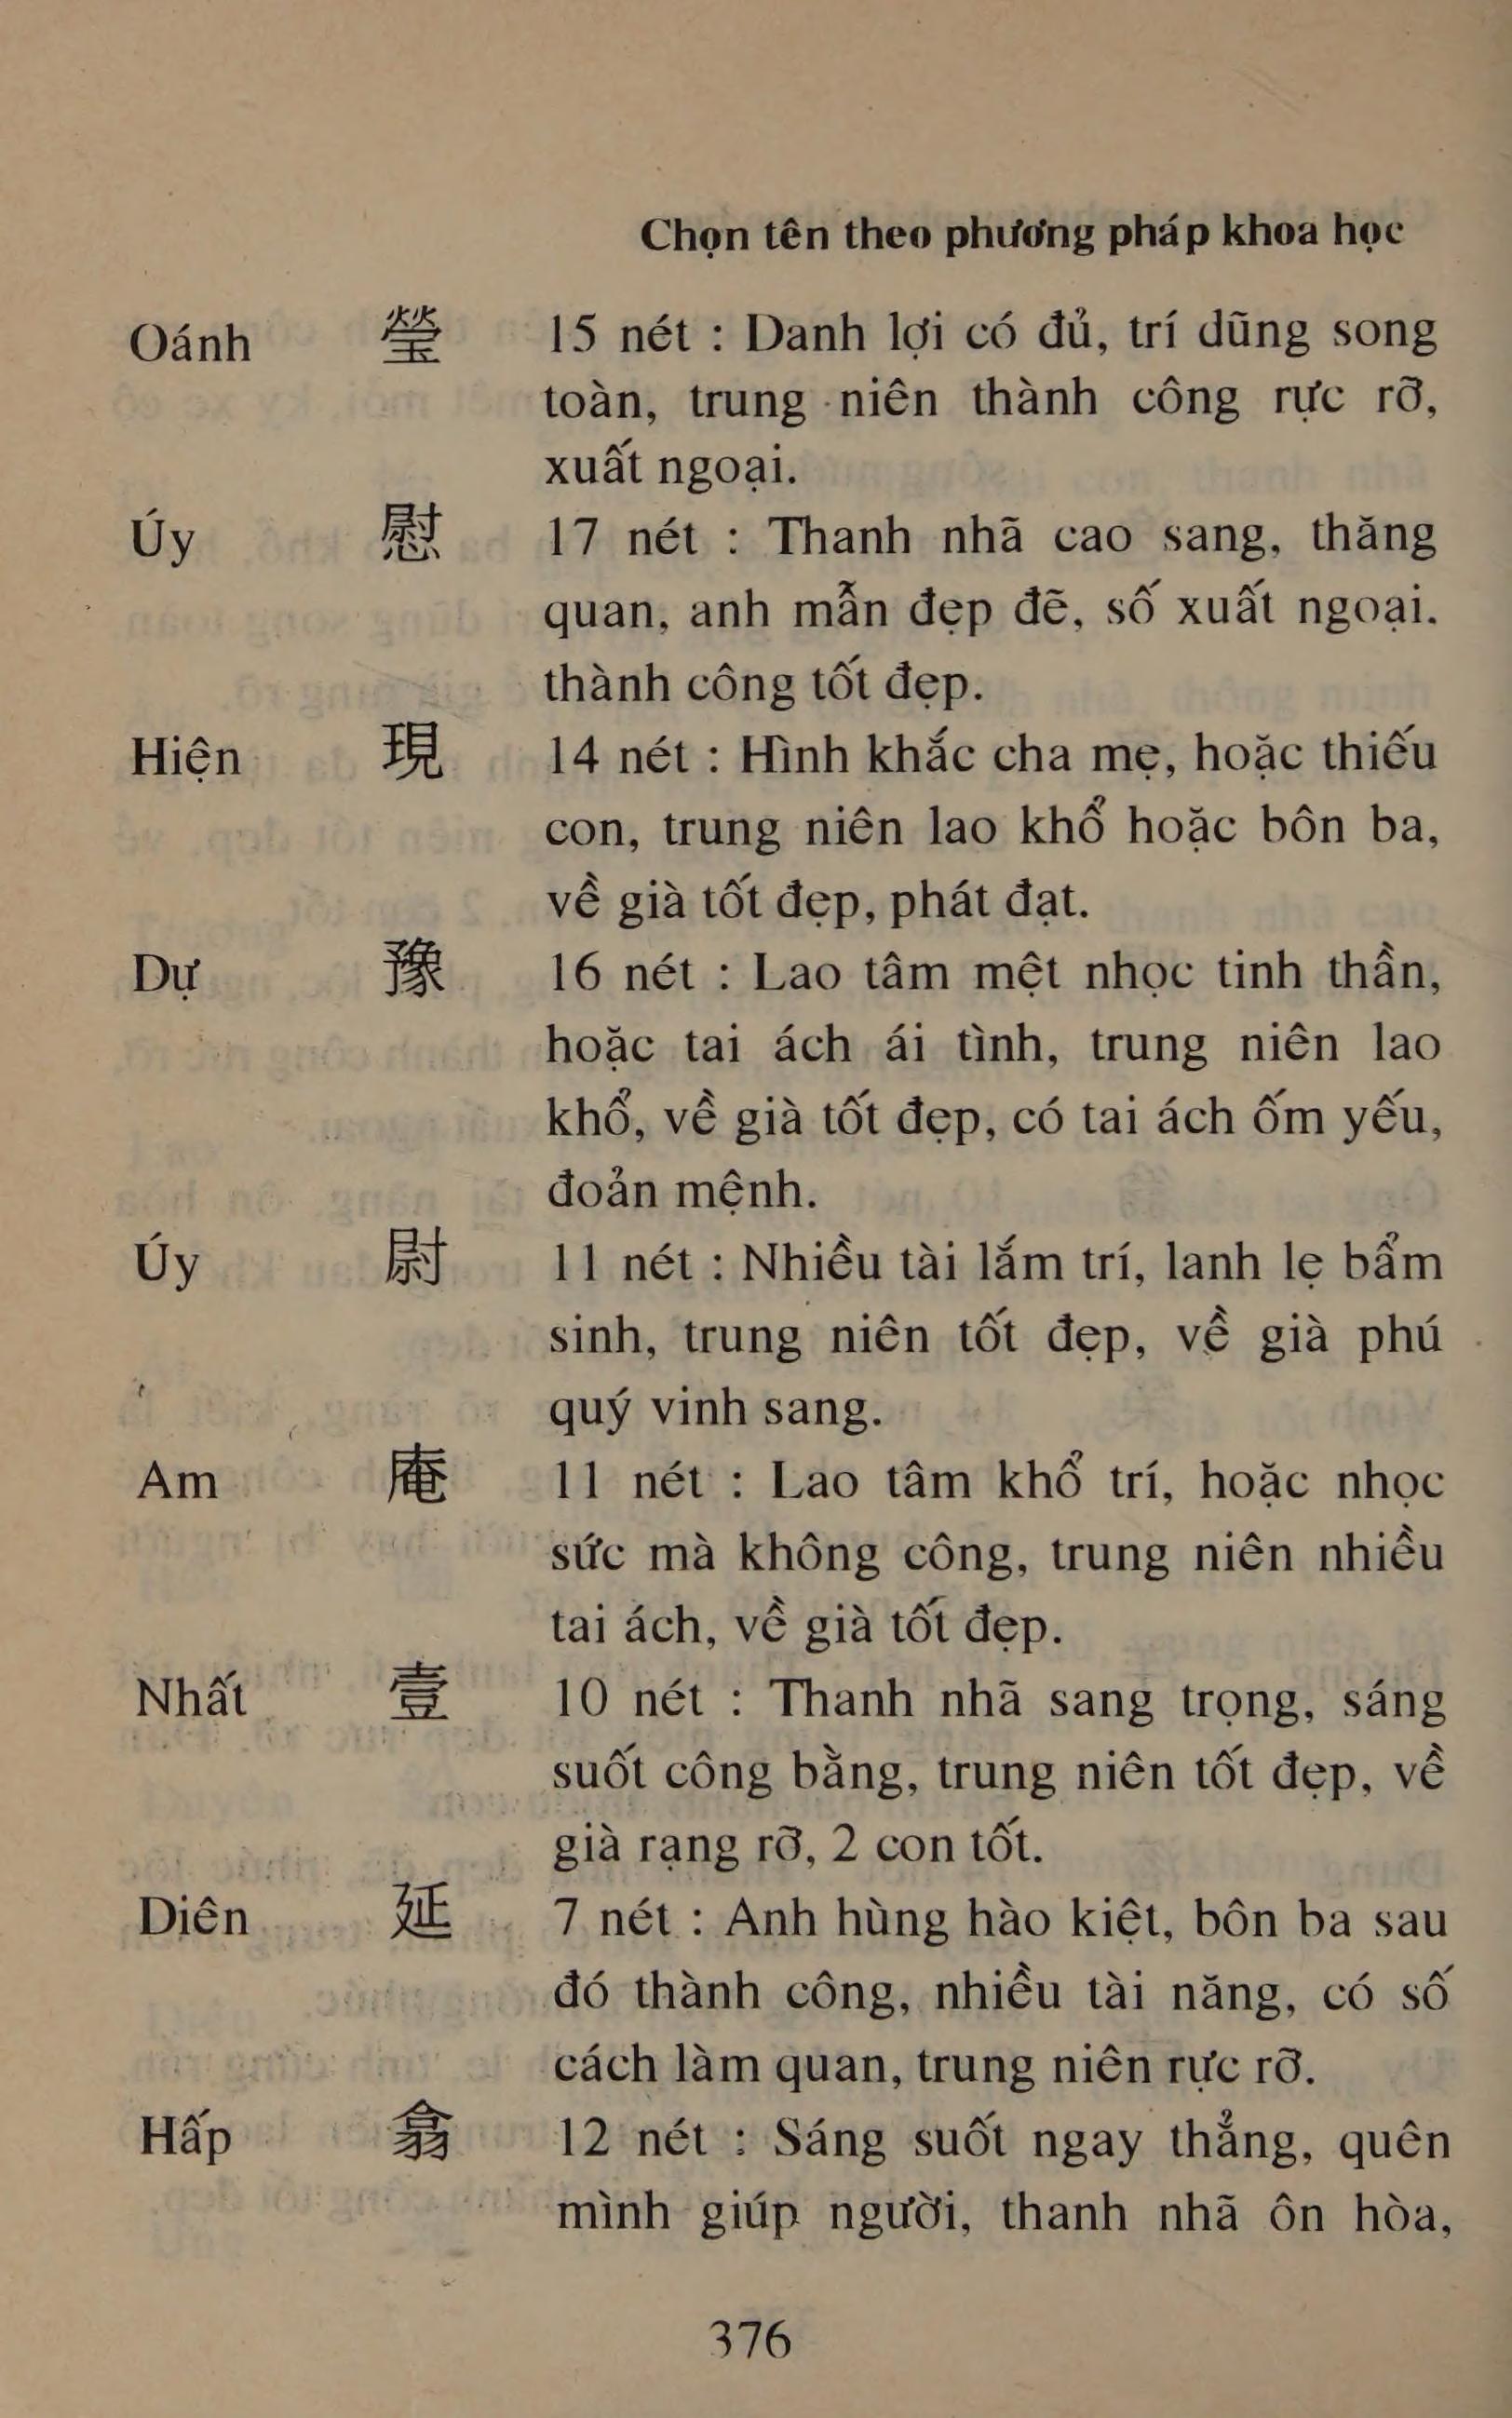 Chọn tên theo phương pháp khoa học
Oánh 瑩 15 nét : Danh lợi có đủ, trí dũng song
toàn, trung niên thành công rực rỡ,
xuất ngoại.
Úy 慰 17 nét : Thanh nhã cao sang, thăng
quan, anh mẫn đẹp đẽ, số xuất ngoại.
thành công tốt đẹp.
Hiện 現 14 nét : Hình khắc cha mẹ, hoặc thiếu
con, trung niên lao khổ hoặc bôn ba,
về già tốt đẹp, phát đạt.
Dự 豫 16 nét : Lao tâm mệt nhọc tinh thần,
hoặc tai ách ái tình, trung niên lao
khổ, về già tốt đẹp, có tai ách ốm yếu,
đoản mệnh.
Úy 尉 11 nét : Nhiều tài lắm trí, lanh lẹ bẩm
sinh, trung niên tốt đẹp, về già phú
quý vinh sang.
Am 庵 11 nét : Lao tâm khổ trí, hoặc nhọc
sức mà không công, trung niên nhiều
tai ách, về già tốt đẹp.
Nhất 壹 10 nét : Thanh nhã sang trọng, sáng
suốt công bằng, trung niên tốt đẹp, về
già rạng rỡ, 2 con tốt.
Diên 延 7 nét : Anh hùng hào kiệt, bôn ba sau
đó thành công, nhiều tài năng, có số
cách làm quan, trung niên rực rỡ.
Hấp 翕 12 nét : Sáng suốt ngay thẳng, quên
mình giúp người, thanh nhã ôn hòa,
376